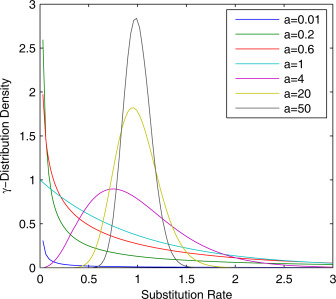 3
2.5
2
1.5
1
0.5
0
0 0.5 1 1.5 2 2.5 3
γ−Distribution Density
Substitution Rate
a=0.01
a=0.2
a=0.6
a=1
a=4
a=20
a=50